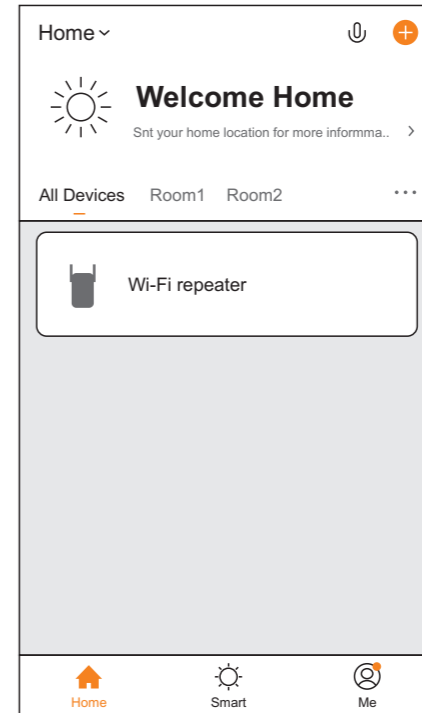 Home
Welcome Home
Snt your home location for more informma..
All Devices Room1 Room2 ...
Wi-Fi repeater
Home Smart Me